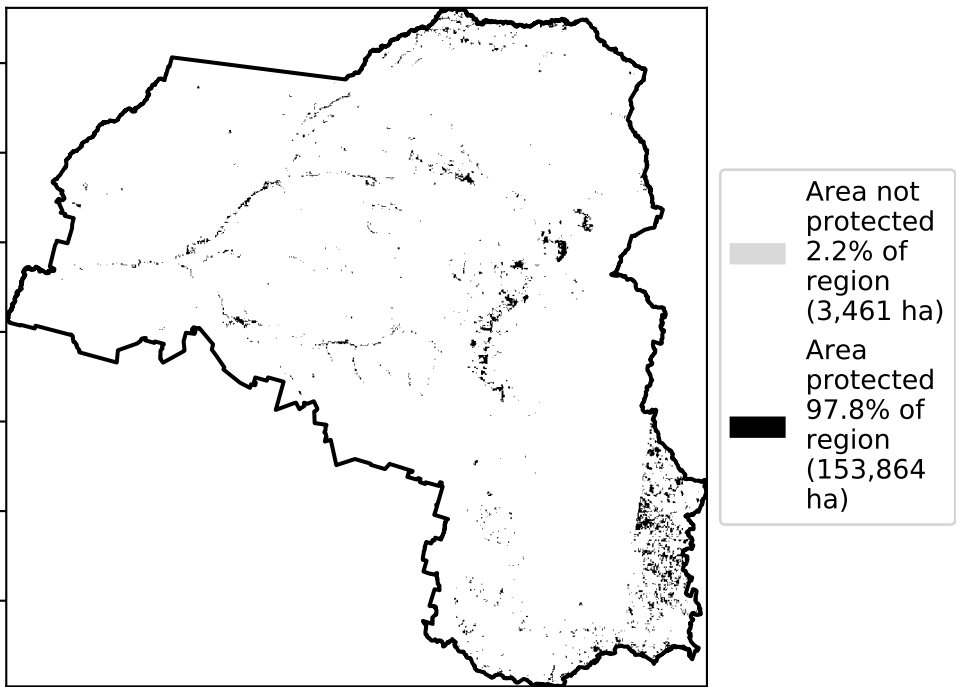 Area not
protected
2.2% of
region
(3,461 ha)
Area
protected
97.8% of
region
(153,864
ha)